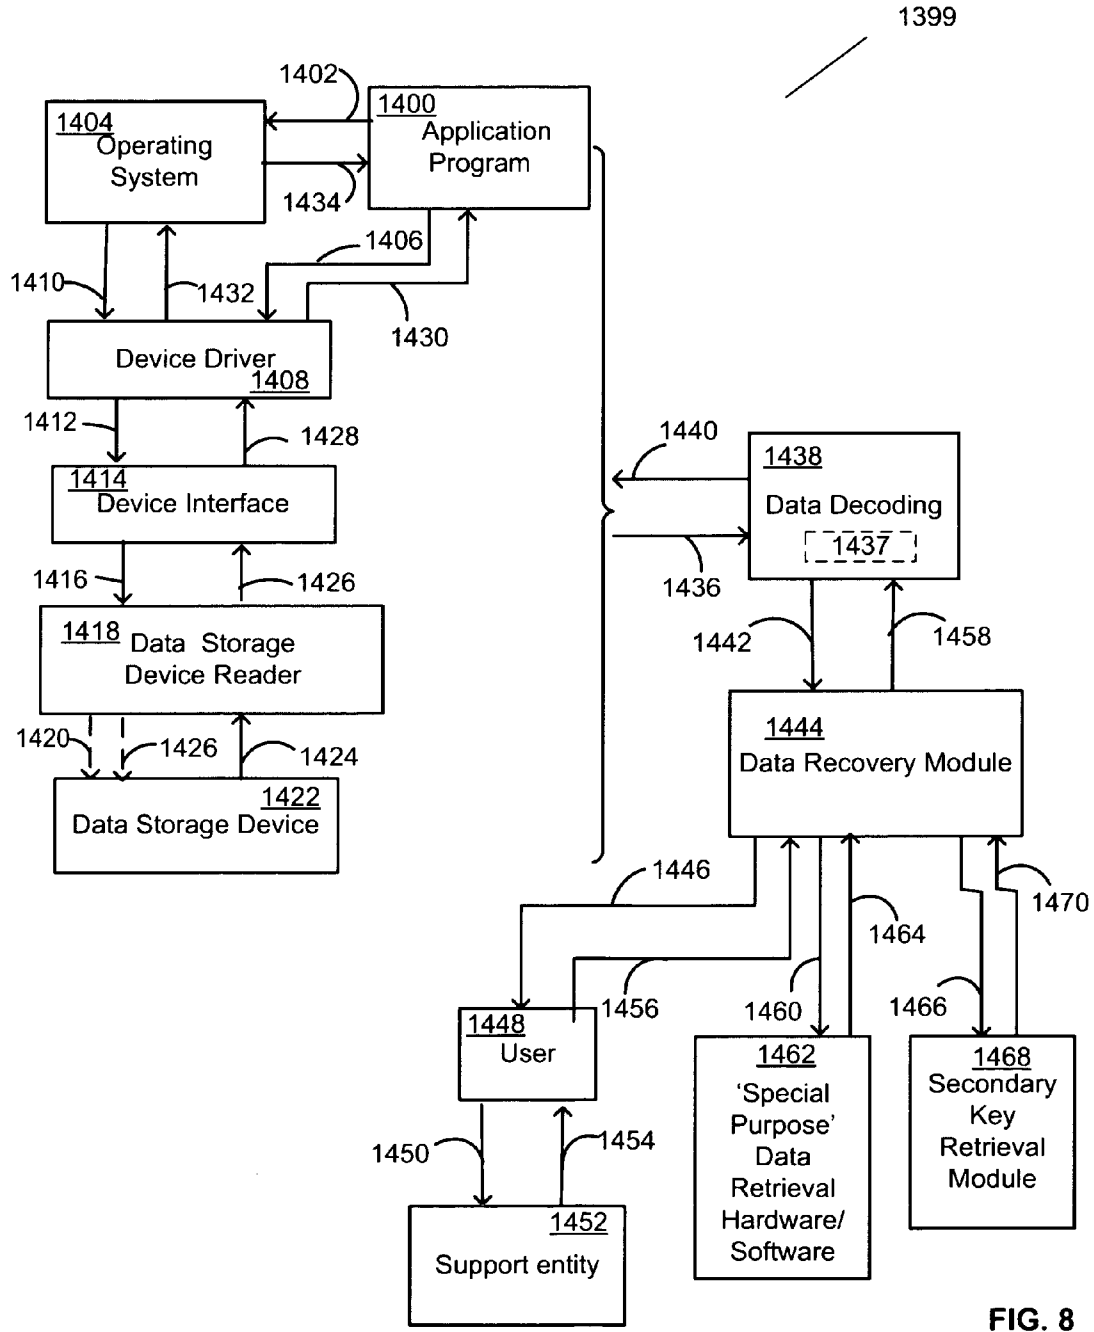 1399
1402
1400
Application
Program
1404
Operating
System
1434
1406
1410
1432
1430
Device Driver
1408
1412
1428
1414
Device Interface
1416
1426
1418
Data Storage
Device Reader
1420
1426
1424
1422
Data Storage Device
1440
1438
Data Decoding
1437
1436
1442
1458
1444
Data Recovery Module
1446
1470
1464
1456
1460
1466
1448
User
1462
'Special
Purpose'
Data
Retrieval
Hardware/
Software
1468
Secondary
Key
Retrieval
Module
1450
1454
1452
Support entity
FIG. 8